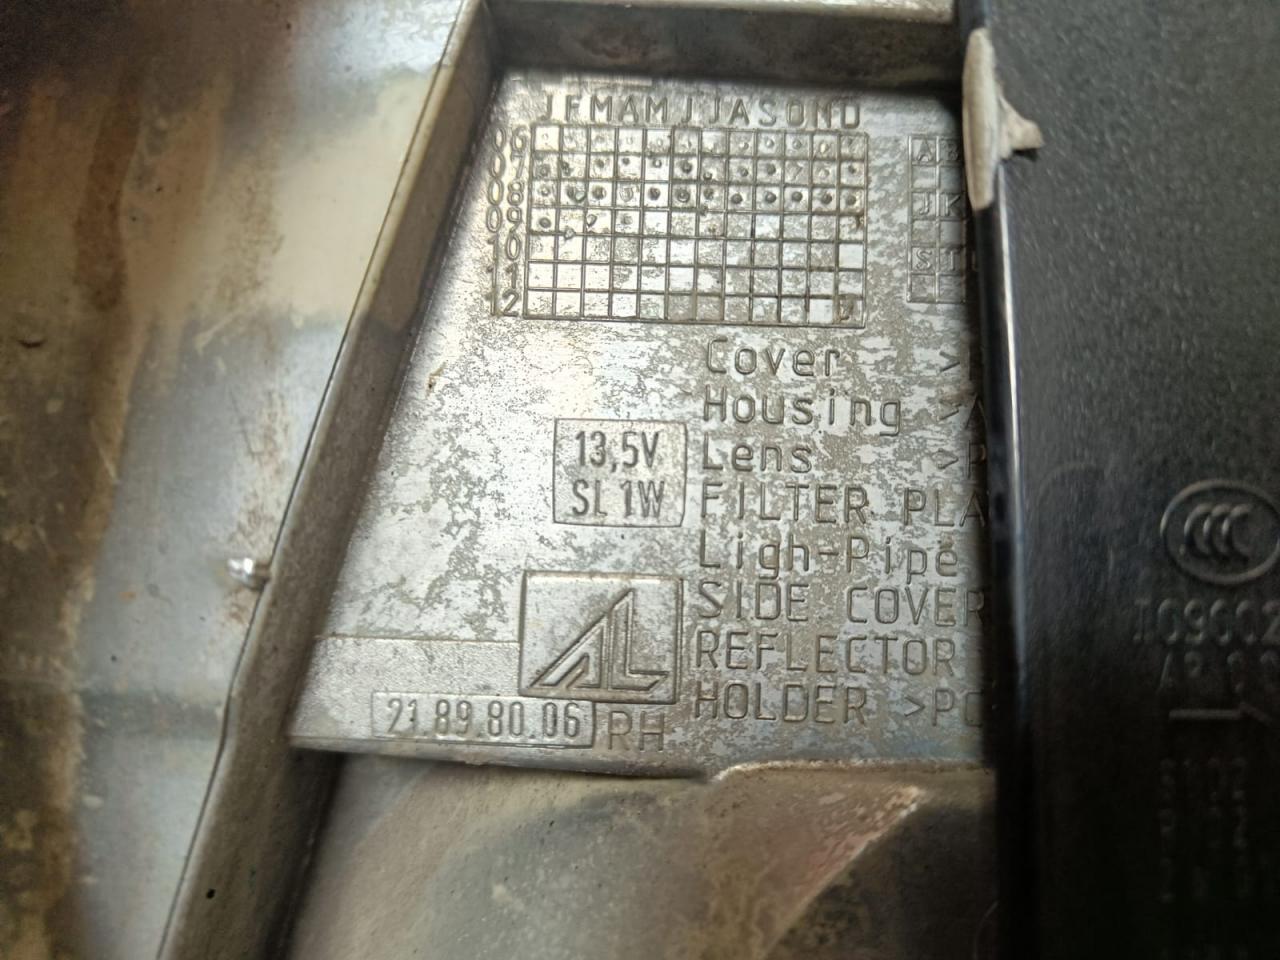 JFMAMJJASOND
06
07
08
09
10
11
12
A
J K
S T
Cover >
Housing >A
Lens >P
FILTER PLA
Ligh-Pipe
SIDE COVER
REFLECTOR
HOLDER >PC
13,5V
SL 1W
AL
21.89.80.06
RH
CCC